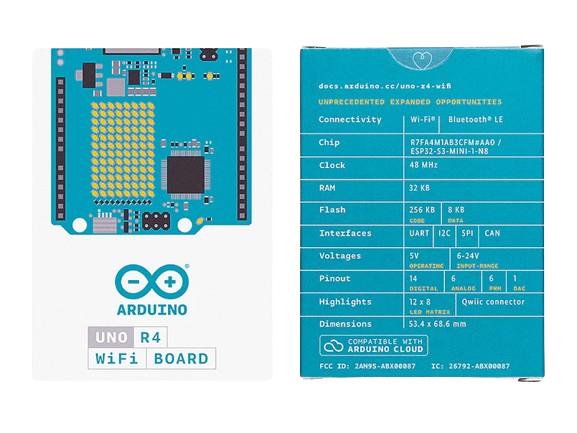 ARDUINO
UNO R4
WiFi BOARD
docs.arduino.cc/uno-r4-wifi
UNPRECEDENTED EXPANDED OPPORTUNITIES
Connectivity Wi-Fi® Bluetooth® LE
Chip R7FA4M1AB3CFM#AA0 /
ESP32-S3-MINI-1-N8
Clock 48 MHz
RAM 32 KB
Flash 256 KB 8 KB
CODE DATA
Interfaces UART I2C SPI CAN
Voltages 5V 6-24V
OPERATING INPUT-RANGE
Pinout 14 6 6 1
DIGITAL ANALOG PWM DAC
Highlights 12 x 8 Qwiic connector
LED MATRIX
Dimensions 53.4 x 68.6 mm
COMPATIBLE WITH
ARDUINO CLOUD
FCC ID: 2AN9S-ABX00087 IC: 26792-ABX00087